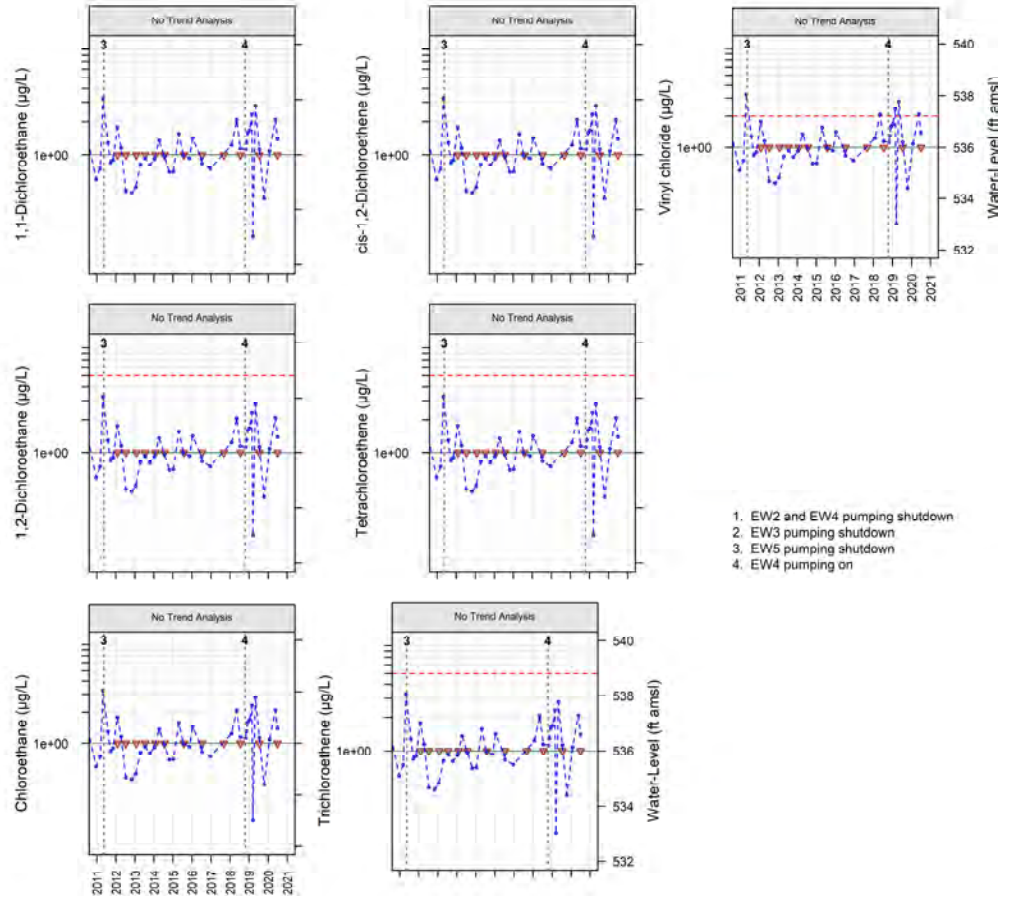 No Trend Analysis
3
4
1,1-Dichloroethane (µg/L)
1e+00
No Trend Analysis
3
4
cis-1,2-Dichloroethene (µg/L)
1e+00
No Trend Analysis
3
4
Vinyl chloride (µg/L)
1e+00
540
538
536
534
532
Water-Level (ft amsl)
2011
2012
2013
2014
2015
2016
2017
2018
2019
2020
2021
No Trend Analysis
3
4
1,2-Dichloroethane (µg/L)
1e+00
No Trend Analysis
3
4
Tetrachloroethene (µg/L)
1e+00
1. EW2 and EW4 pumping shutdown
2. EW3 pumping shutdown
3. EW5 pumping shutdown
4. EW4 pumping on
No Trend Analysis
3
4
Chloroethane (µg/L)
1e+00
2011
2012
2013
2014
2015
2016
2017
2018
2019
2020
2021
No Trend Analysis
3
4
Trichloroethene (µg/L)
1e+00
540
538
536
534
532
Water-Level (ft amsl)